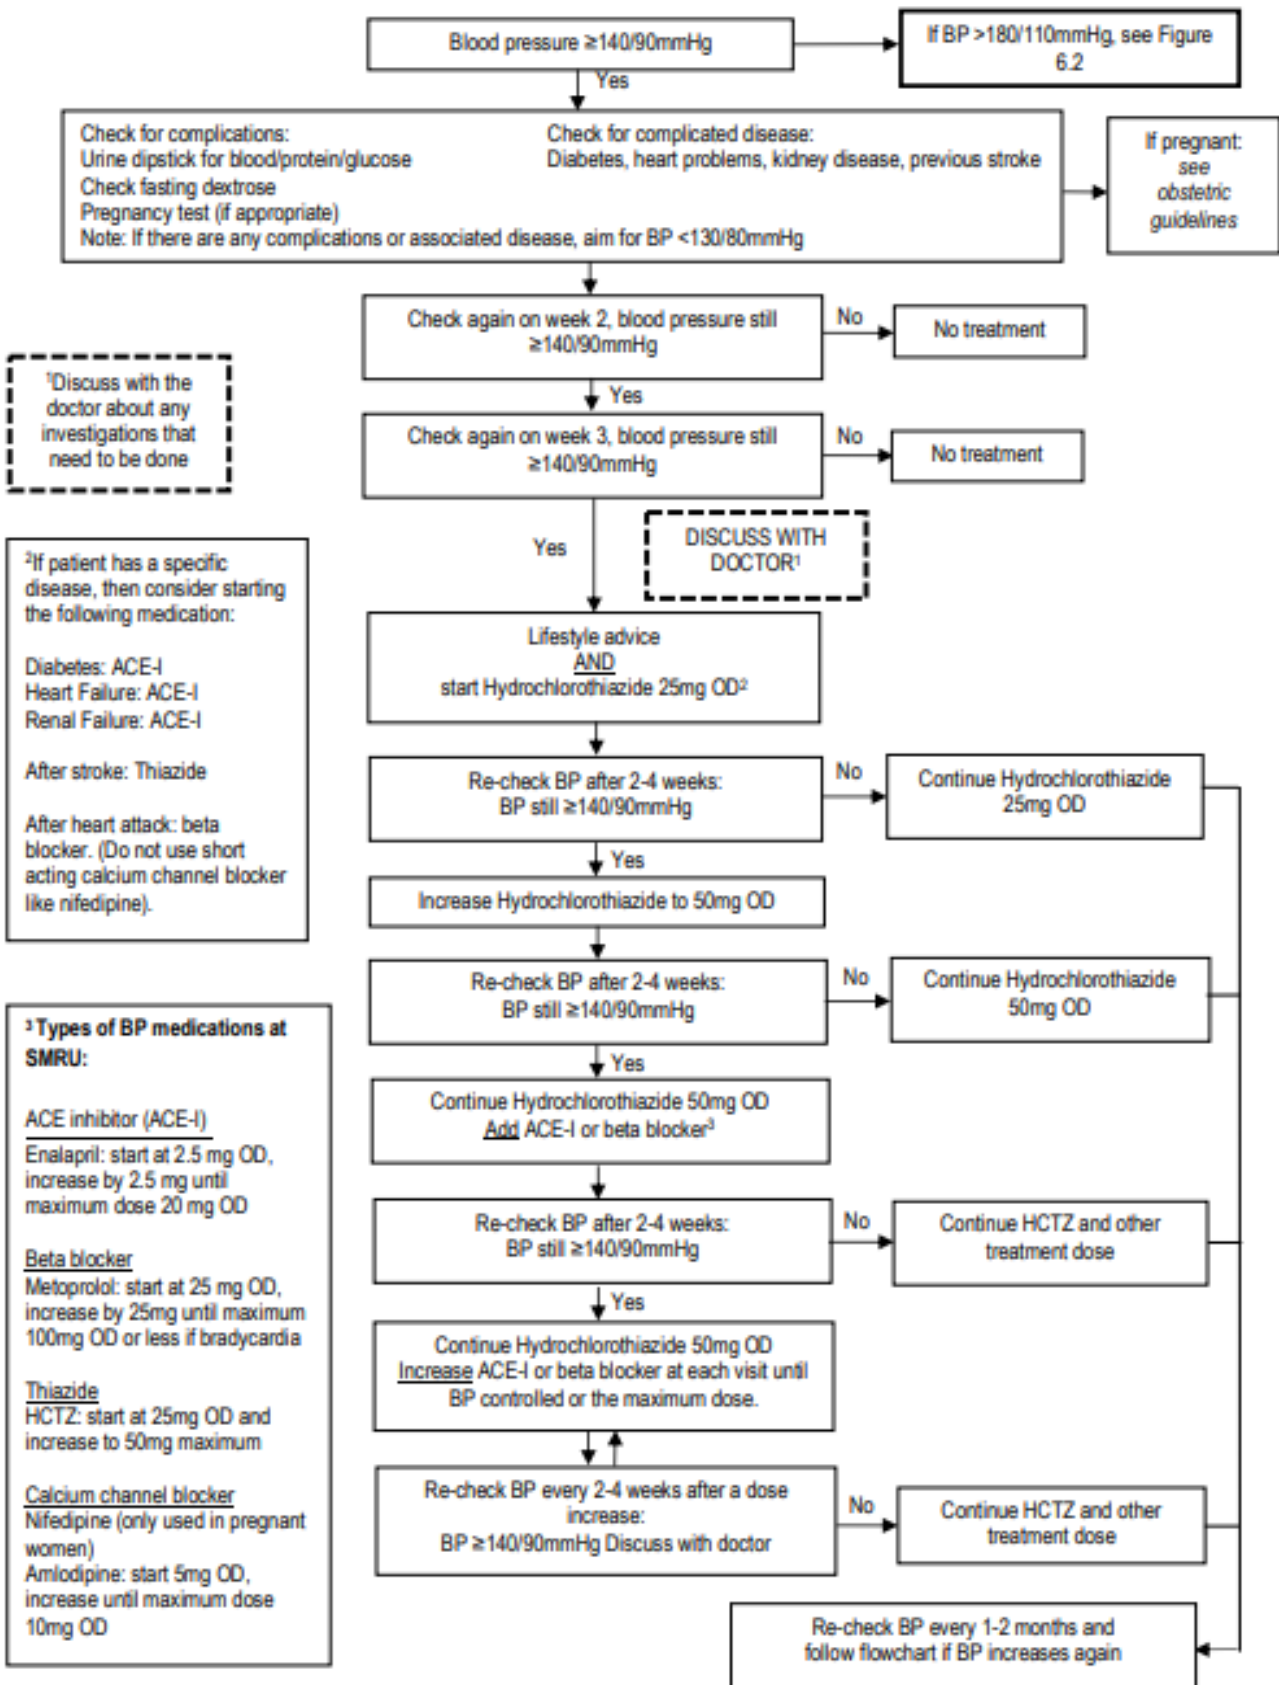 Blood pressure ≥140/90mmHg
If BP >180/110mmHg, see Figure
6.2
Yes
Check for complications:
Urine dipstick for blood/protein/glucose
Check fasting dextrose
Pregnancy test (if appropriate)
Check for complicated disease:
Diabetes, heart problems, kidney disease, previous stroke
Note: If there are any complications or associated disease, aim for BP <130/80mmHg
If pregnant:
see
obstetric
guidelines
Check again on week 2, blood pressure still
≥140/90mmHg
No
No treatment
Yes
¹Discuss with the
doctor about any
investigations that
need to be done
Check again on week 3, blood pressure still
≥140/90mmHg
No
No treatment
Yes
DISCUSS WITH
DOCTOR¹
²If patient has a specific
disease, then consider starting
the following medication:
Diabetes: ACE-I
Heart Failure: ACE-I
Renal Failure: ACE-I
After stroke: Thiazide
After heart attack: beta
blocker. (Do not use short
acting calcium channel blocker
like nifedipine).
Lifestyle advice
AND
start Hydrochlorothiazide 25mg OD²
Re-check BP after 2-4 weeks:
BP still ≥140/90mmHg
No
Continue Hydrochlorothiazide
25mg OD
Yes
Increase Hydrochlorothiazide to 50mg OD
Re-check BP after 2-4 weeks:
BP still ≥140/90mmHg
No
Continue Hydrochlorothiazide
50mg OD
Yes
Continue Hydrochlorothiazide 50mg OD
Add ACE-I or beta blocker³
Re-check BP after 2-4 weeks:
BP still ≥140/90mmHg
No
Continue HCTZ and other
treatment dose
Yes
Continue Hydrochlorothiazide 50mg OD
Increase ACE-I or beta blocker at each visit until
BP controlled or the maximum dose.
Re-check BP every 2-4 weeks after a dose
increase:
BP ≥140/90mmHg Discuss with doctor
No
Continue HCTZ and other
treatment dose
Re-check BP every 1-2 months and
follow flowchart if BP increases again
³ Types of BP medications at
SMRU:
ACE inhibitor (ACE-I)
Enalapril: start at 2.5 mg OD,
increase by 2.5 mg until
maximum dose 20 mg OD
Beta blocker
Metoprolol: start at 25 mg OD,
increase by 25mg until maximum
100mg OD or less if bradycardia
Thiazide
HCTZ: start at 25mg OD and
increase to 50mg maximum
Calcium channel blocker
Nifedipine (only used in pregnant
women)
Amlodipine: start 5mg OD,
increase until maximum dose
10mg OD